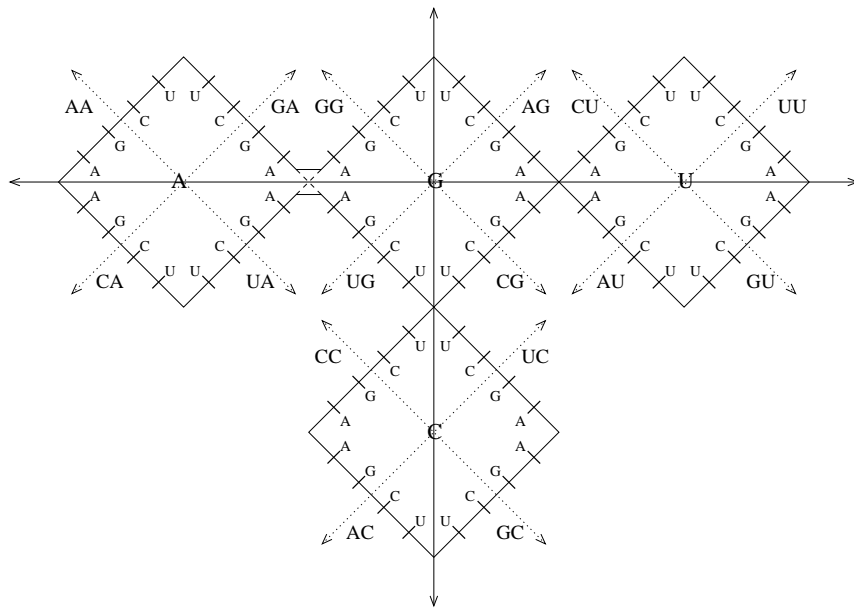 U U U U U U
AA GA GG AG CU UU
C C C C C C
G G G G G G
A A A A A A
A G U
A A A A A A
G G G G G G
C C C C C C
U U U U U U
CA UA UG CG AU GU
U U
CC UC
C C
G G
A A
C
A A
G G
C C
U U
AC GC